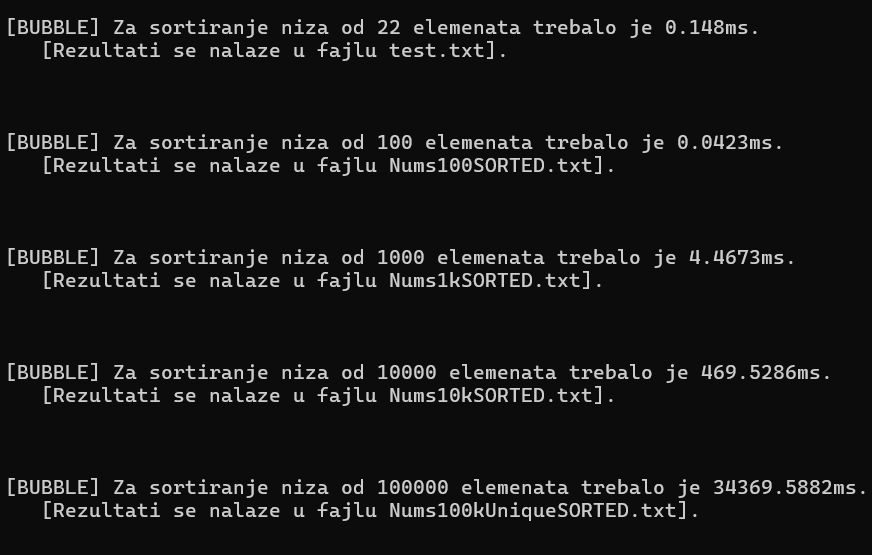 [BUBBLE] Za sortiranje niza od 22 elemenata trebalo je 0.148ms.
[Rezultati se nalaze u fajlu test.txt].
[BUBBLE] Za sortiranje niza od 100 elemenata trebalo je 0.0423ms.
[Rezultati se nalaze u fajlu Nums100SORTED.txt].
[BUBBLE] Za sortiranje niza od 1000 elemenata trebalo je 4.4673ms.
[Rezultati se nalaze u fajlu Nums1kSORTED.txt].
[BUBBLE] Za sortiranje niza od 10000 elemenata trebalo je 469.5286ms.
[Rezultati se nalaze u fajlu Nums10kSORTED.txt].
[BUBBLE] Za sortiranje niza od 100000 elemenata trebalo je 34369.5882ms.
[Rezultati se nalaze u fajlu Nums100kUniqueSORTED.txt].